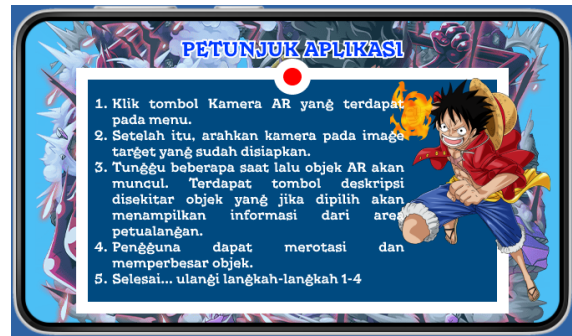 PETUNJUK APLIKASI
1. Klik tombol Kamera AR yang terdapat
pada menu.
2. Setelah itu, arahkan kamera pada image
target yang sudah disiapkan.
3. Tunggu beberapa saat lalu objek AR akan
muncul. Terdapat tombol deskripsi
disekitar objek yang jika dipilih akan
menampilkan informasi dari area
petualangan.
4. Pengguna dapat merotasi dan
memperbesar objek.
5. Selesai... ulangi langkah-langkah 1-4